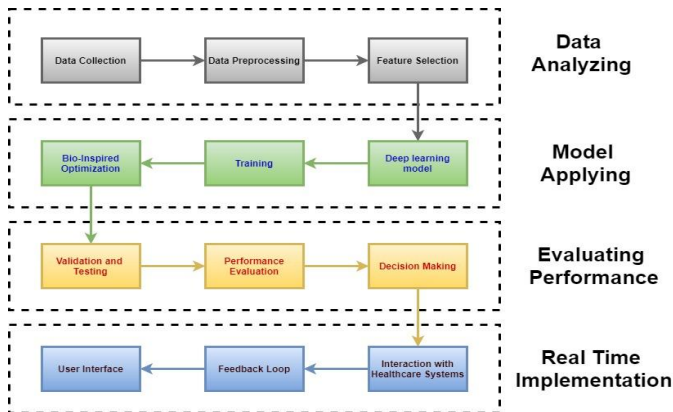 Data Collection
Data Preprocessing
Feature Selection
Data
Analyzing
Bio-Inspired
Optimization
Training
Deep learning
model
Model
Applying
Validation and
Testing
Performance
Evaluation
Decision Making
Evaluating
Performance
User Interface
Feedback Loop
Interaction with
Healthcare Systems
Real Time
Implementation